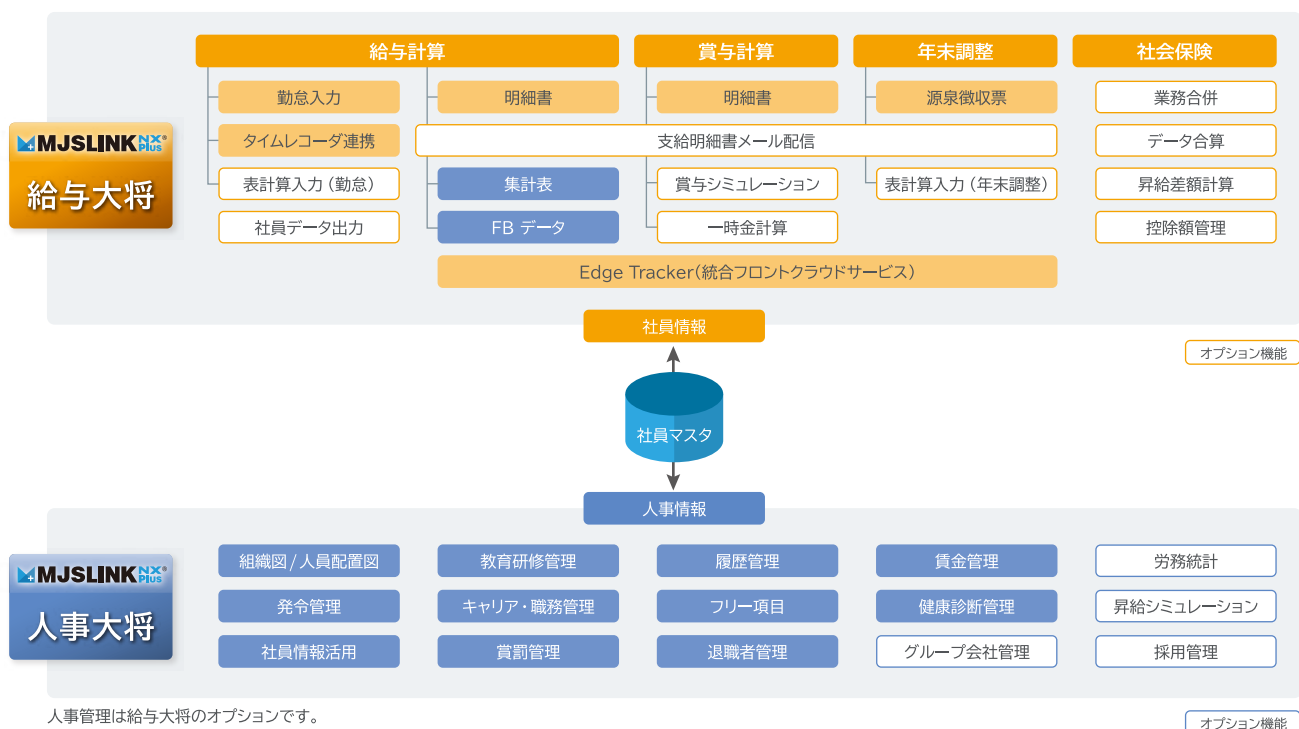 給与計算
賞与計算
年末調整
社会保険
勤怠入力
明細書
明細書
源泉徴収票
業務合併
MJSLINK NX Plus®
給与大将
タイムレコーダ連携
支給明細書メール配信
データ合算
表計算入力（勤怠）
集計表
賞与シミュレーション
表計算入力（年末調整）
昇給差額計算
社員データ出力
FB データ
一時金計算
控除額管理
Edge Tracker（統合フロントクラウドサービス）
社員情報
オプション機能
社員マスタ
人事情報
MJSLINK NX Plus®
人事大将
組織図 / 人員配置図
教育研修管理
履歴管理
賃金管理
労務統計
発令管理
キャリア・職務管理
フリー項目
健康診断管理
昇給シミュレーション
社員情報活用
賞罰管理
退職者管理
グループ会社管理
採用管理
人事管理は給与大将のオプションです。
オプション機能